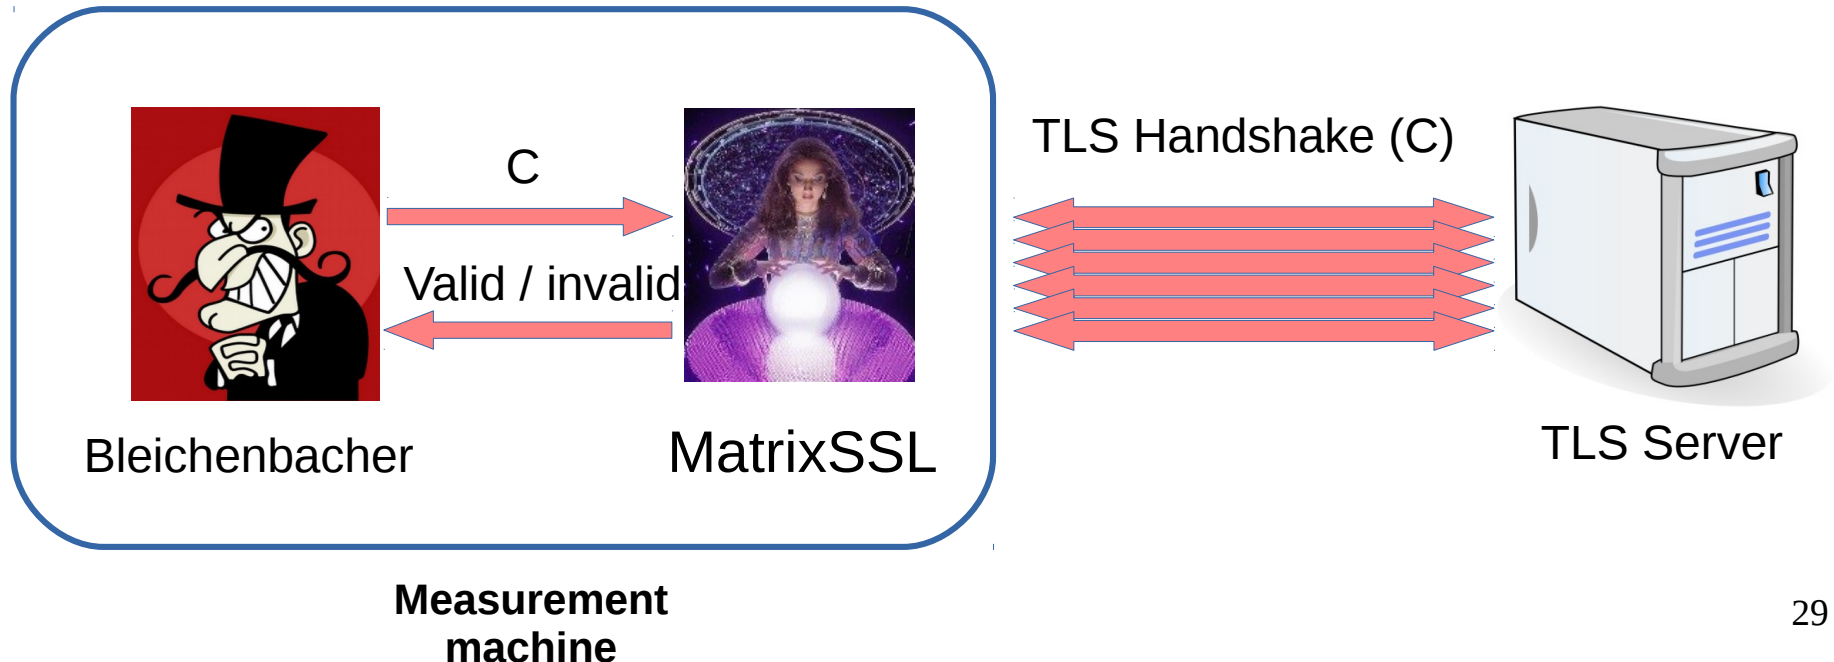 C
TLS Handshake (C)
Valid / invalid
Bleichenbacher
MatrixSSL
TLS Server
Measurement
machine
29